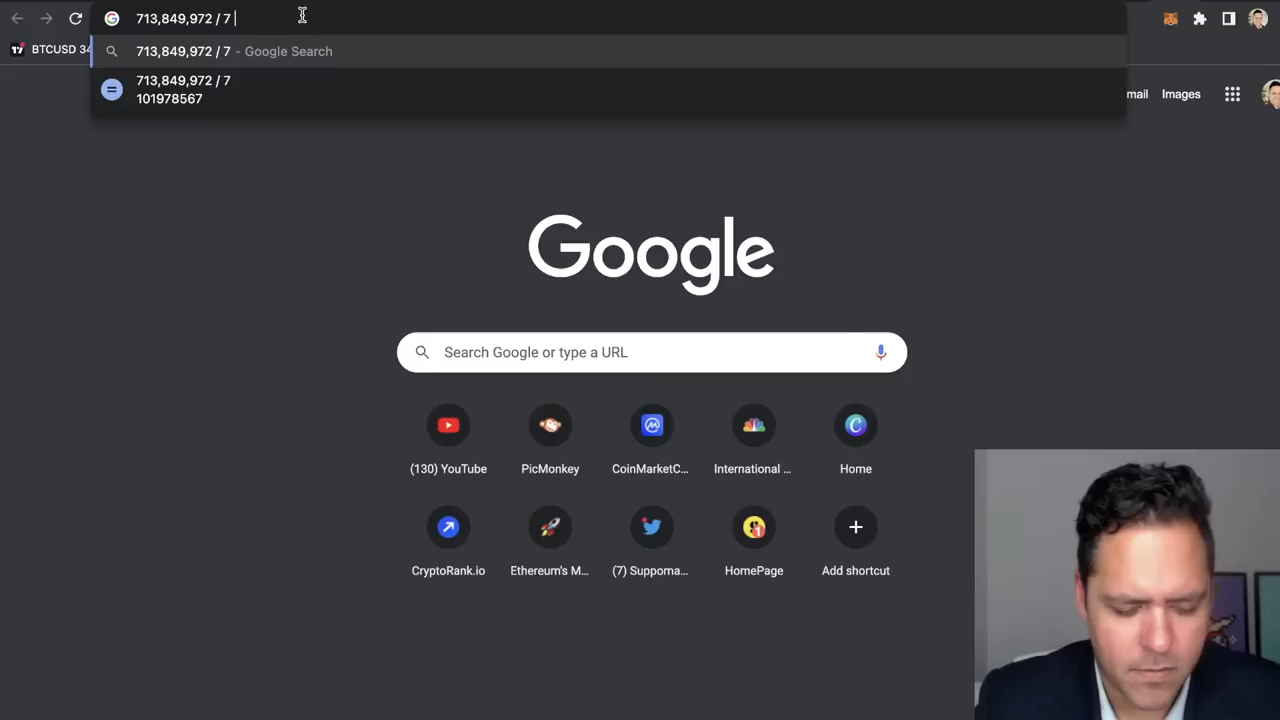 713,849,972 / 7
BTCUSD 34
713,849,972 / 7 - Google Search
713,849,972 / 7
101978567
mail Images
Google
Search Google or type a URL
(130) YouTube PicMonkey CoinMarketC... International ... Home
1
CryptoRank.io Ethereum's M... (7) Suppoma... HomePage Add shortcut